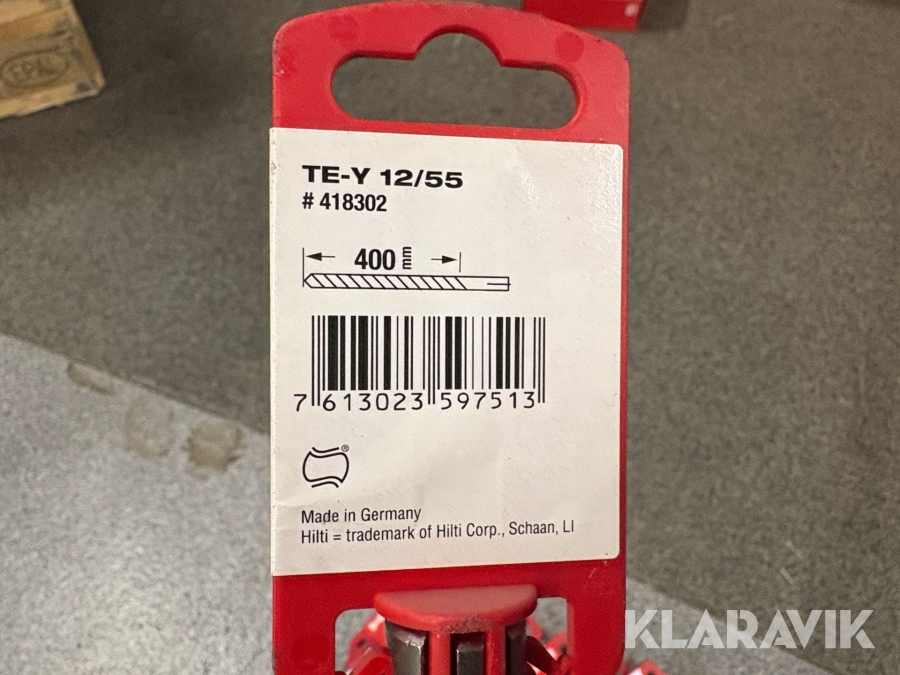 EPAL
TE-Y 12/55
# 418302
400 mm
7 613023 597513
®
Made in Germany
Hilti = trademark of Hilti Corp., Schaan, LI
KLARAVIK